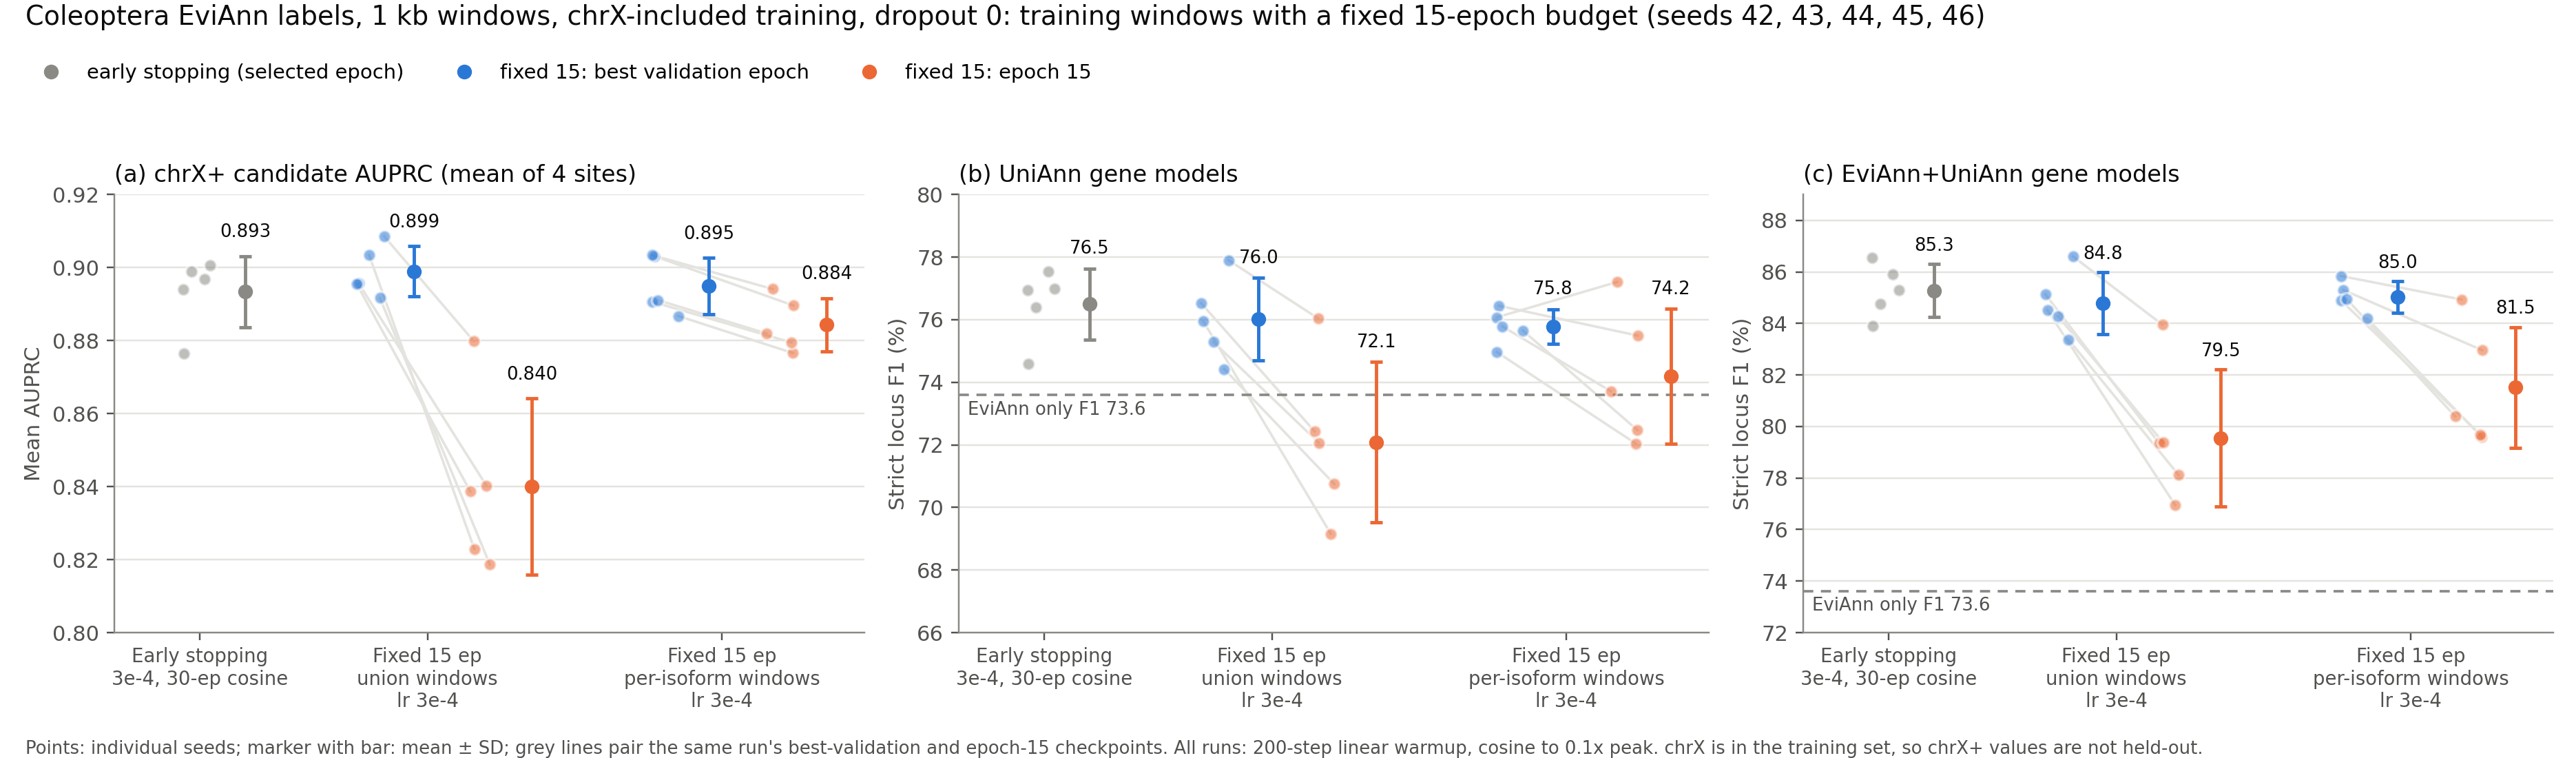 Coleoptera EviAnn labels, 1 kb windows, chrX-included training, dropout 0: training windows with a fixed 15-epoch budget (seeds 42, 43, 44, 45, 46)
early stopping (selected epoch)
fixed 15: best validation epoch
fixed 15: epoch 15
(a) chrX+ candidate AUPRC (mean of 4 sites)
Mean AUPRC
0.92
0.90
0.88
0.86
0.84
0.82
0.80
0.893
0.899
0.840
0.895
0.884
Early stopping
3e-4, 30-ep cosine
Fixed 15 ep
union windows
lr 3e-4
Fixed 15 ep
per-isoform windows
lr 3e-4
(b) UniAnn gene models
Strict locus F1 (%)
80
78
76
74
72
70
68
66
76.5
76.0
72.1
75.8
74.2
EviAnn only F1 73.6
Early stopping
3e-4, 30-ep cosine
Fixed 15 ep
union windows
lr 3e-4
Fixed 15 ep
per-isoform windows
lr 3e-4
(c) EviAnn+UniAnn gene models
Strict locus F1 (%)
88
86
84
82
80
78
76
74
72
85.3
84.8
79.5
85.0
81.5
EviAnn only F1 73.6
Early stopping
3e-4, 30-ep cosine
Fixed 15 ep
union windows
lr 3e-4
Fixed 15 ep
per-isoform windows
lr 3e-4
Points: individual seeds; marker with bar: mean ± SD; grey lines pair the same run's best-validation and epoch-15 checkpoints. All runs: 200-step linear warmup, cosine to 0.1x peak. chrX is in the training set, so chrX+ values are not held-out.